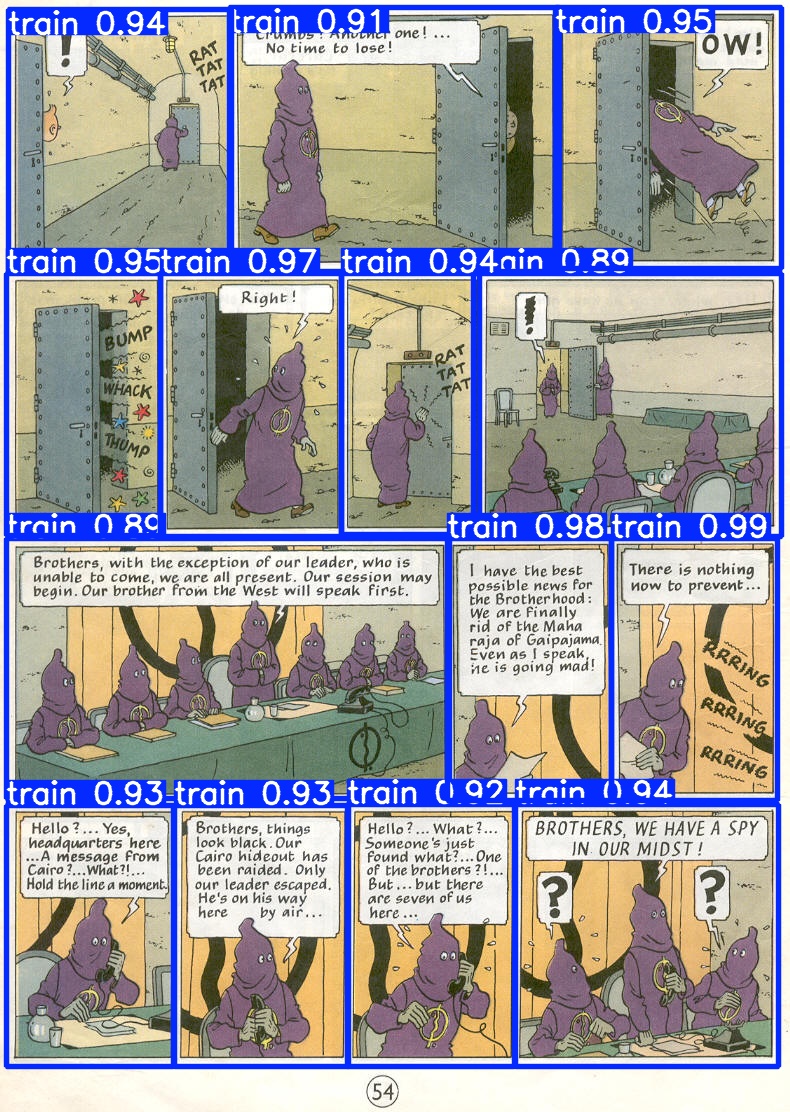 train 0.94
!
RAT
TAT
TAT
train 0.91
Crumbs! Another one! ...
No time to lose!
train 0.95
OW!
train 0.95
BUMP
WHACK
THUMP
train 0.97
Right!
train 0.94
RAT
TAT
TAT
0.89
!
train 0.89
Brothers, with the exception of our leader, who is
unable to come, we are all present. Our session may
begin. Our brother from the West will speak first.
train 0.98
I have the best
possible news for
the Brotherhood:
We are finally
rid of the Maha
raja of Gaipajama.
Even as I speak,
he is going mad!
train 0.99
There is nothing
now to prevent...
RRRING
RRRING
RRRING
train 0.93
Hello?... Yes,
headquarters here
...A message from
Cairo?...What?!...
Hold the line a moment.
train 0.93
Brothers, things
look black. Our
Cairo hideout has
been raided. Only
our leader escaped.
He's on his way
here by air...
0.92
Hello?...What?...
Someone's just
found what?...One
of the brothers?!...
But...but there
are seven of us
here...
train 0.94
BROTHERS, WE HAVE A SPY
IN OUR MIDST!
?
?
54